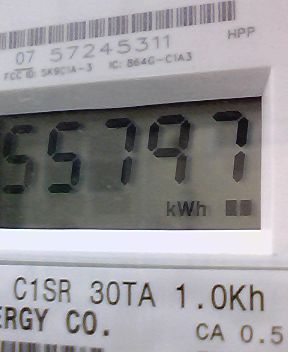 HPP
07 57245311
FCC ID: SK9CIA-3 IC: 864G-C1A3
55797
kWh
C1SR 30TA 1.0Kh
ERGY CO.
CA 0.5